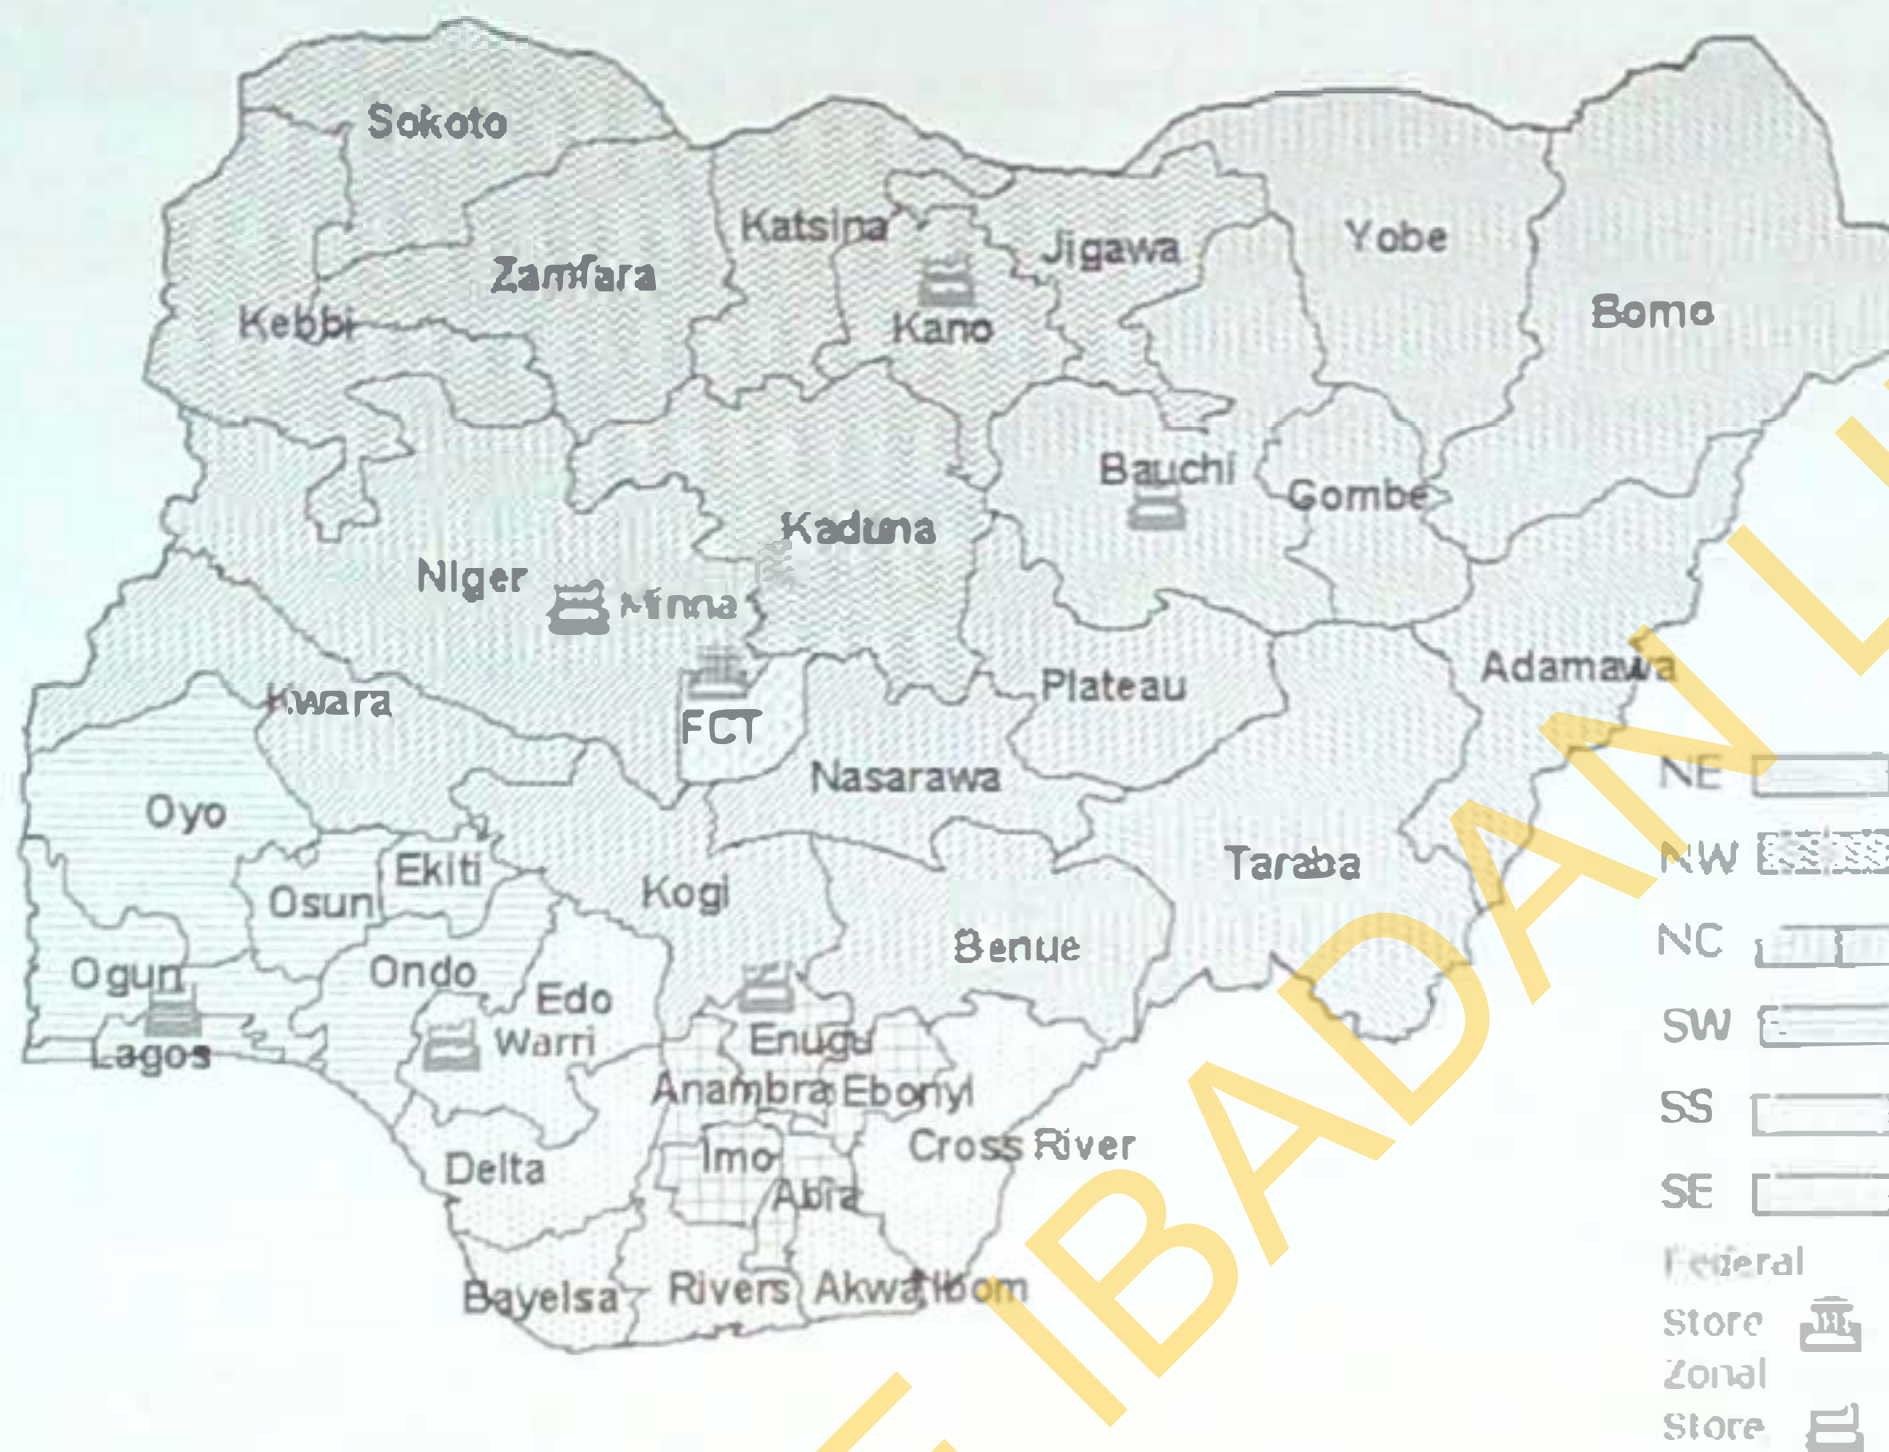 Sokoto
Katsina
Jigawa
Yobe
Zamfara
Borno
Kebbi
Kano
Bauchi
Gombe
Kaduna
Niger
Minna
Adamawa
Plateau
Kwara
FCT
Nasarawa
NE
Oyo
NW
Ekiti
Taraba
Osun
Kogi
NC
Benue
Ogun
Ondo
Edo
SW
Warri
Enugu
Lagos
Anambra
Ebonyi
SS
Cross River
Imo
Delta
Abia
SE
Federal
Store
Bayelsa
Rivers
Akwa Ibom
Zonal
Store
IBADAN